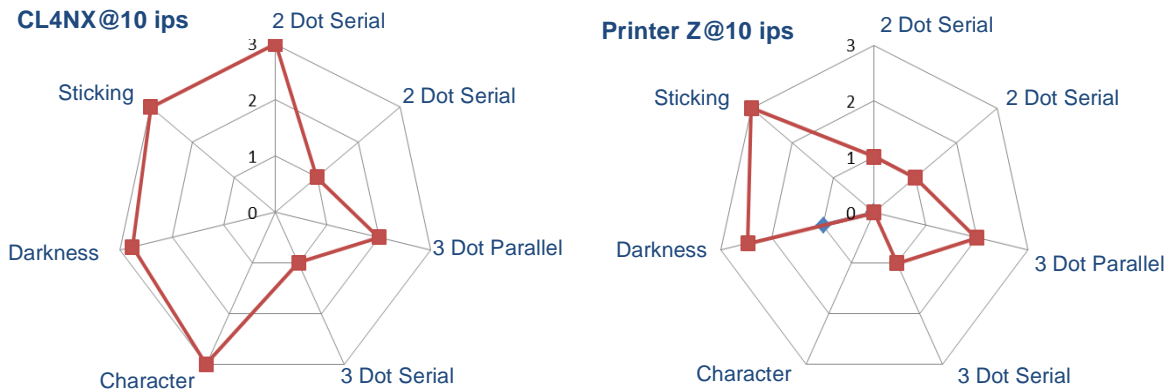 CL4NX@10 ips
2 Dot Serial
3
Sticking
2 Dot Serial
2
1
0
Darkness
3 Dot Parallel
Character
3 Dot Serial
Printer Z@10 ips
2 Dot Serial
3
Sticking
2 Dot Serial
2
1
0
Darkness
3 Dot Parallel
Character
3 Dot Serial